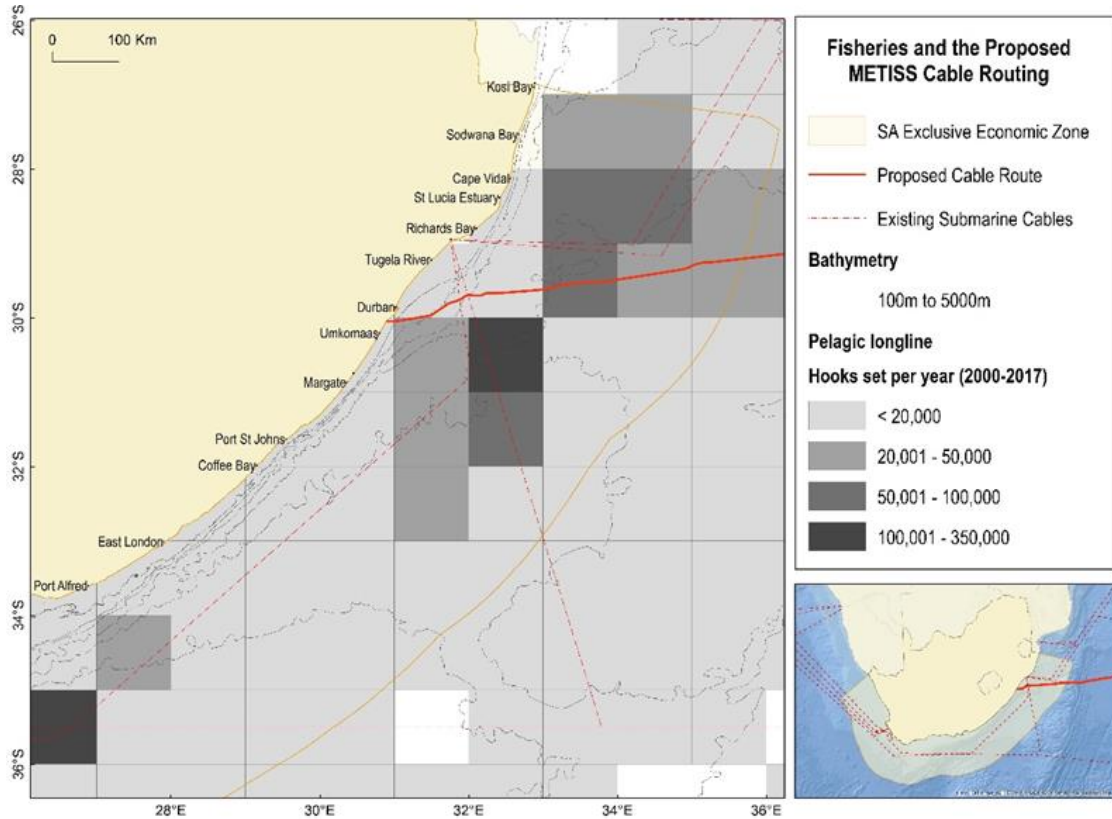 26°S
28°S
30°S
32°S
34°S
36°S
0 100 Km
Kosi Bay
Sodwana Bay
Cape Vidal
St Lucia Estuary
Richards Bay
Tugela River
Durban
Umkomaas
Margate
Port St Johns
Coffee Bay
East London
Port Alfred
28°E
30°E
32°E
34°E
36°E
Fisheries and the Proposed
METISS Cable Routing
SA Exclusive Economic Zone
Proposed Cable Route
Existing Submarine Cables
Bathymetry
100m to 5000m
Pelagic longline
Hooks set per year (2000-2017)
< 20,000
20,001 - 50,000
50,001 - 100,000
100,001 - 350,000